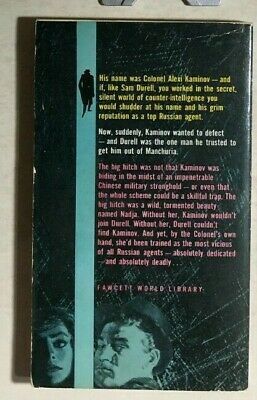 His name was Colonel Alexi Kaminov — and
if, like Sam Durell, you worked in the secret,
silent world of counter-intelligence you
would shudder at his name and his grim
reputation as a top Russian agent.
Now, suddenly, Kaminov wanted to defect
— and Durell was the one man he trusted to
get him out of Manchuria.
The big hitch was not that Kaminov was
hiding in the midst of an impenetrable
Chinese military stronghold — or even that
the whole scheme could be a skillful trap. The
big hitch was a wild, tormented beauty
named Nadja. Without her, Kaminov wouldn't
join Durell. Without her, Durell couldn't
find Kaminov. And yet, by the Colonel's own
hand, she'd been trained as the most vicious
of all Russian agents — absolutely dedicated
— and absolutely deadly . . .
FAWCETT WORLD LIBRARY